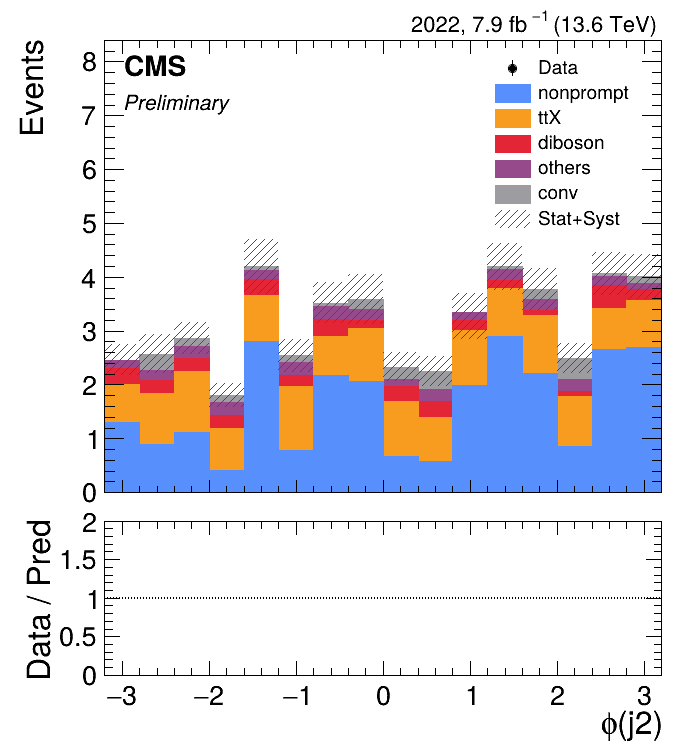 2022, 7.9 fb⁻¹ (13.6 TeV)
CMS
Preliminary
Events
8
7
6
5
4
3
2
1
0
Data
nonprompt
ttX
diboson
others
conv
Stat+Syst
Data / Pred
2
1.5
1
0.5
0
−3 −2 −1 0 1 2 3
ϕ(j2)